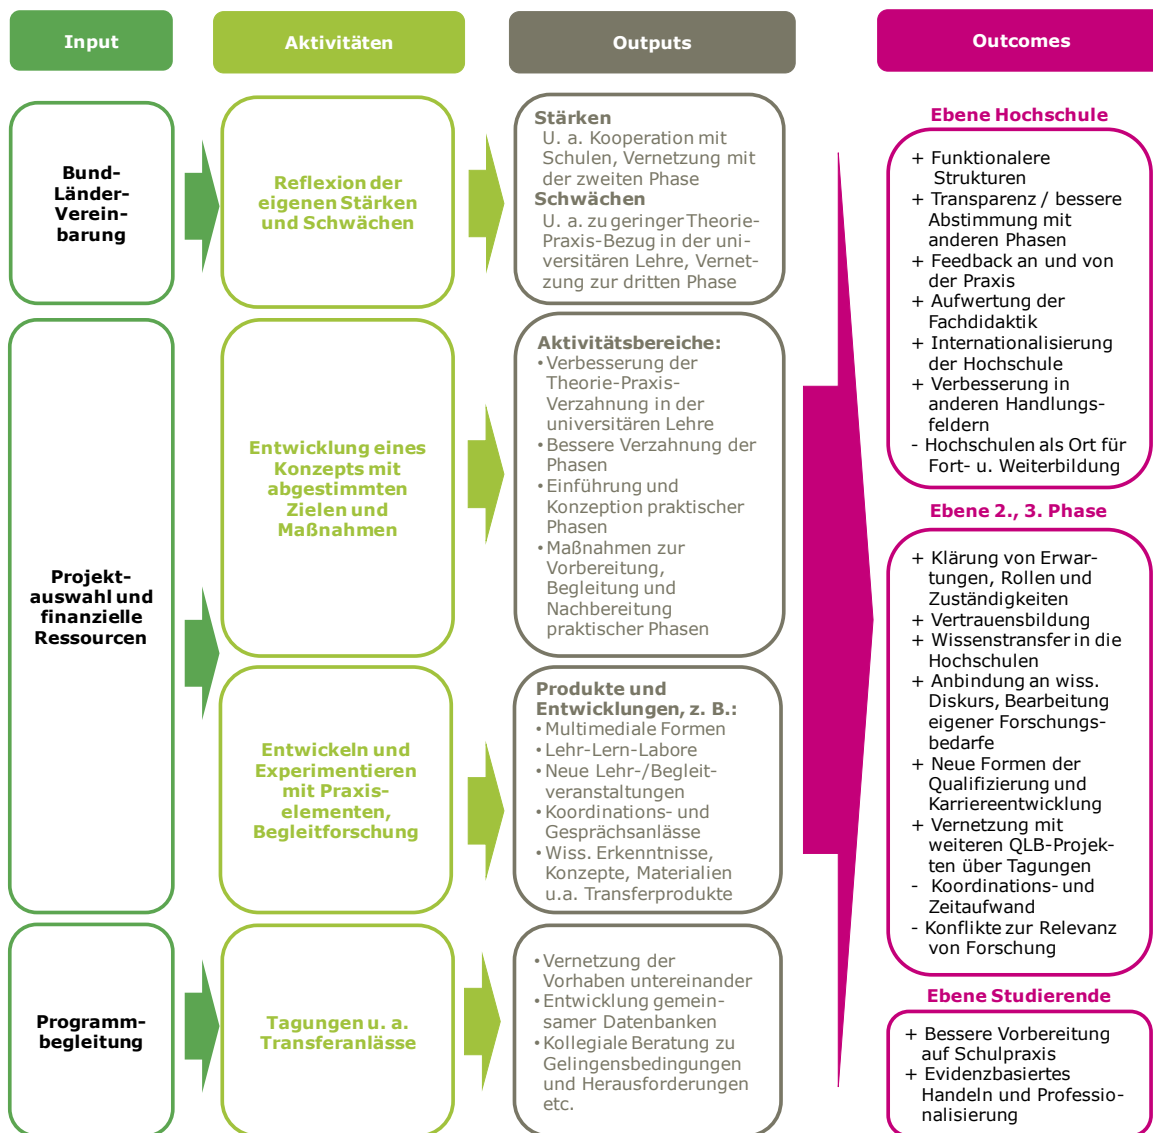 Input
Aktivitäten
Outputs
Outcomes
Bund-
Länder-
Verein-
barung
Reflexion der
eigenen Stärken
und Schwächen
Stärken
U. a. Kooperation mit
Schulen, Vernetzung mit
der zweiten Phase
Schwächen
U. a. zu geringer Theorie-
Praxis-Bezug in der uni-
versitären Lehre, Vernet-
zung zur dritten Phase
Projekt-
auswahl und
finanzielle
Ressourcen
Entwicklung eines
Konzepts mit
abgestimmten
Zielen und
Maßnahmen
Aktivitätsbereiche:
• Verbesserung der
Theorie-Praxis-
Verzahnung in der
universitären Lehre
• Bessere Verzahnung der
Phasen
• Einführung und
Konzeption praktischer
Phasen
• Maßnahmen zur
Vorbereitung,
Begleitung und
Nachbereitung
praktischer Phasen
Entwickeln und
Experimentieren
mit Praxis-
elementen,
Begleitforschung
Produkte und
Entwicklungen, z. B.:
• Multimediale Formen
• Lehr-Lern-Labore
• Neue Lehr-/Begleit-
veranstaltungen
• Koordinations- und
Gesprächsanlässe
• Wiss. Erkenntnisse,
Konzepte, Materialien
u.a. Transferprodukte
Programm-
begleitung
Tagungen u. a.
Transferanlässe
• Vernetzung der
Vorhaben untereinander
• Entwicklung gemein-
samer Datenbanken
• Kollegiale Beratung zu
Gelingensbedingungen
und Herausforderungen
etc.
Ebene Hochschule
+ Funktionalere
Strukturen
+ Transparenz / bessere
Abstimmung mit
anderen Phasen
+ Feedback an und von
der Praxis
+ Aufwertung der
Fachdidaktik
+ Internationalisierung
der Hochschule
+ Verbesserung in
anderen Handlungs-
feldern
- Hochschulen als Ort für
Fort- u. Weiterbildung
Ebene 2., 3. Phase
+ Klärung von Erwar-
tungen, Rollen und
Zuständigkeiten
+ Vertrauensbildung
+ Wissenstransfer in die
Hochschulen
+ Anbindung an wiss.
Diskurs, Bearbeitung
eigener Forschungs-
bedarfe
+ Neue Formen der
Qualifizierung und
Karriereentwicklung
+ Vernetzung mit
weiteren QLB-Projek-
ten über Tagungen
- Koordinations- und
Zeitaufwand
- Konflikte zur Relevanz
von Forschung
Ebene Studierende
+ Bessere Vorbereitung
auf Schulpraxis
+ Evidenzbasiertes
Handeln und Professio-
nalisierung